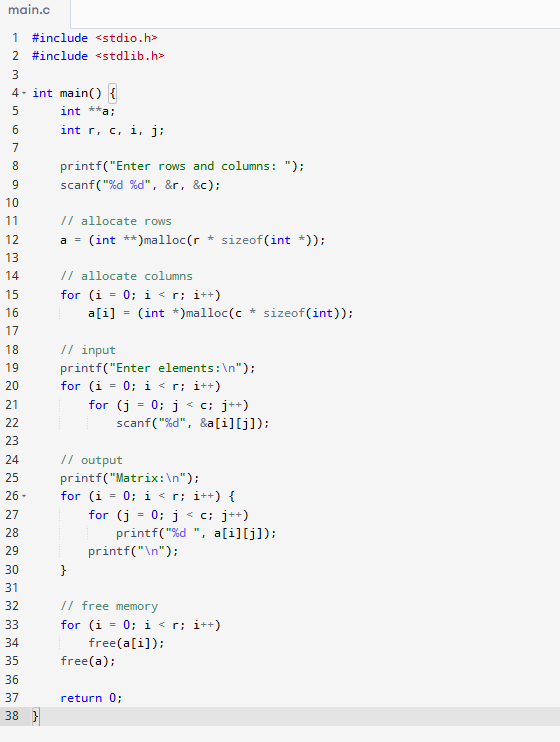 main.c
1 #include <stdio.h>
2 #include <stdlib.h>
3
4 int main() {
5     int **a;
6     int r, c, i, j;
7
8     printf("Enter rows and columns: ");
9     scanf("%d %d", &r, &c);
10
11     // allocate rows
12     a = (int **)malloc(r * sizeof(int *));
13
14     // allocate columns
15     for (i = 0; i < r; i++)
16         a[i] = (int *)malloc(c * sizeof(int));
17
18     // input
19     printf("Enter elements:\n");
20     for (i = 0; i < r; i++)
21         for (j = 0; j < c; j++)
22             scanf("%d", &a[i][j]);
23
24     // output
25     printf("Matrix:\n");
26     for (i = 0; i < r; i++) {
27         for (j = 0; j < c; j++)
28             printf("%d ", a[i][j]);
29         printf("\n");
30     }
31
32     // free memory
33     for (i = 0; i < r; i++)
34         free(a[i]);
35     free(a);
36
37     return 0;
38 }